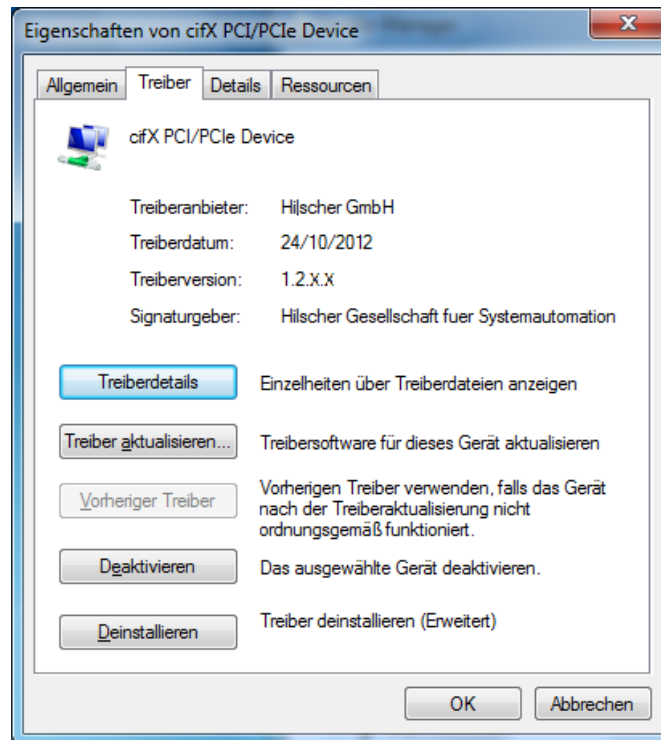 Eigenschaften von cifX PCI/PCIe Device
Allgemein Treiber Details Ressourcen
cifX PCI/PCIe Device
Treiberanbieter: Hilscher GmbH
Treiberdatum: 24/10/2012
Treiberversion: 1.2.X.X
Signaturgeber: Hilscher Gesellschaft fuer Systemautomation
Treiberdetails Einzelheiten über Treiberdateien anzeigen
Treiber aktualisieren... Treibersoftware für dieses Gerät aktualisieren
Vorheriger Treiber Vorherigen Treiber verwenden, falls das Gerät
nach der Treiberaktualisierung nicht
ordnungsgemäß funktioniert.
Deaktivieren Das ausgewählte Gerät deaktivieren.
Deinstallieren Treiber deinstallieren (Erweitert)
OK Abbrechen